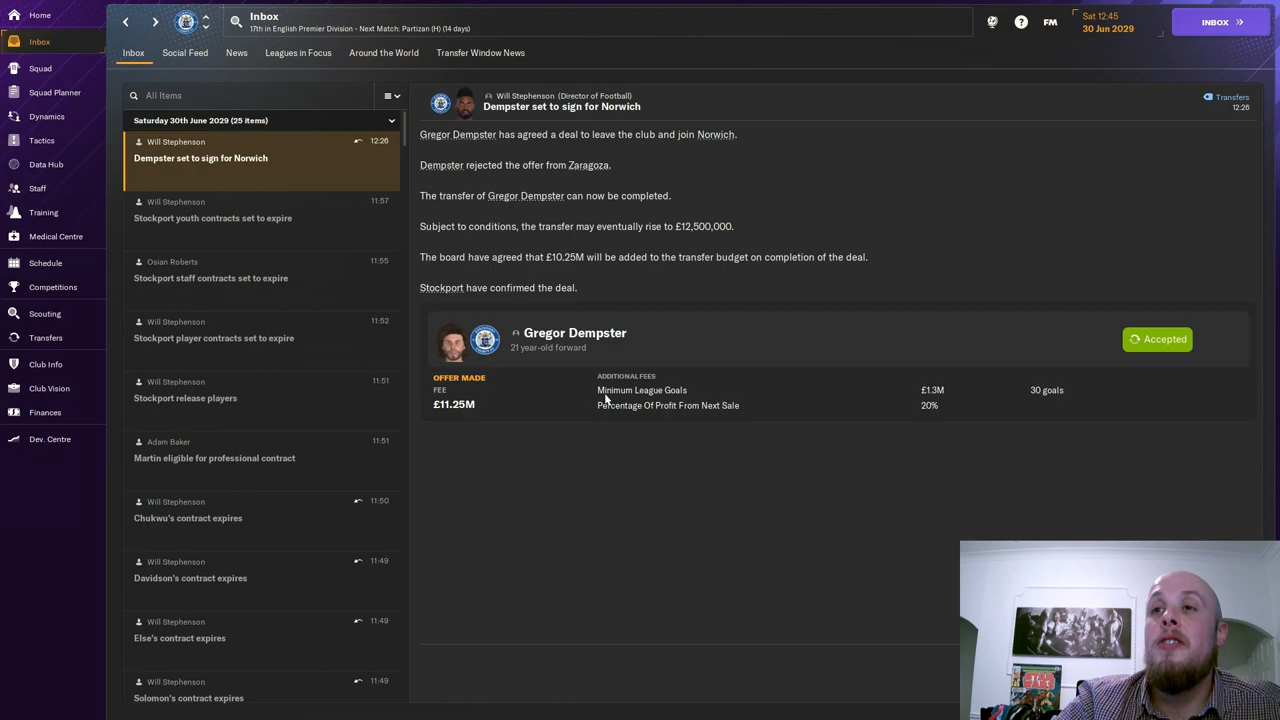 Home
Inbox
Squad
Squad Planner
Dynamics
Tactics
Data Hub
Staff
Training
Medical Centre
Schedule
Competitions
Scouting
Transfers
Club Info
Club Vision
Finances
Dev. Centre
Inbox
17th in English Premier Division - Next Match: Partizan (H) (14 days)
FM
Sat 12:45
30 Jun 2029
INBOX
Inbox
Social Feed
News
Leagues in Focus
Around the World
Transfer Window News
All Items
Saturday 30th June 2029 (25 items)
Will Stephenson 12:26
Dempster set to sign for Norwich
Will Stephenson 11:57
Stockport youth contracts set to expire
Osian Roberts 11:55
Stockport staff contracts set to expire
Will Stephenson 11:52
Stockport player contracts set to expire
Will Stephenson 11:51
Stockport release players
Adam Baker 11:51
Martin eligible for professional contract
Will Stephenson 11:50
Chukwu's contract expires
Will Stephenson 11:49
Davidson's contract expires
Will Stephenson 11:49
Else's contract expires
Will Stephenson 11:49
Solomon's contract expires
Will Stephenson (Director of Football)
Dempster set to sign for Norwich
Transfers
12:26
Gregor Dempster has agreed a deal to leave the club and join Norwich.
Dempster rejected the offer from Zaragoza.
The transfer of Gregor Dempster can now be completed.
Subject to conditions, the transfer may eventually rise to £12,500,000.
The board have agreed that £10.25M will be added to the transfer budget on completion of the deal.
Stockport have confirmed the deal.
Gregor Dempster
21 year-old forward
Accepted
OFFER MADE
FEE
£11.25M
ADDITIONAL FEES
Minimum League Goals £1.3M 30 goals
Percentage Of Profit From Next Sale 20%
STAR WARS